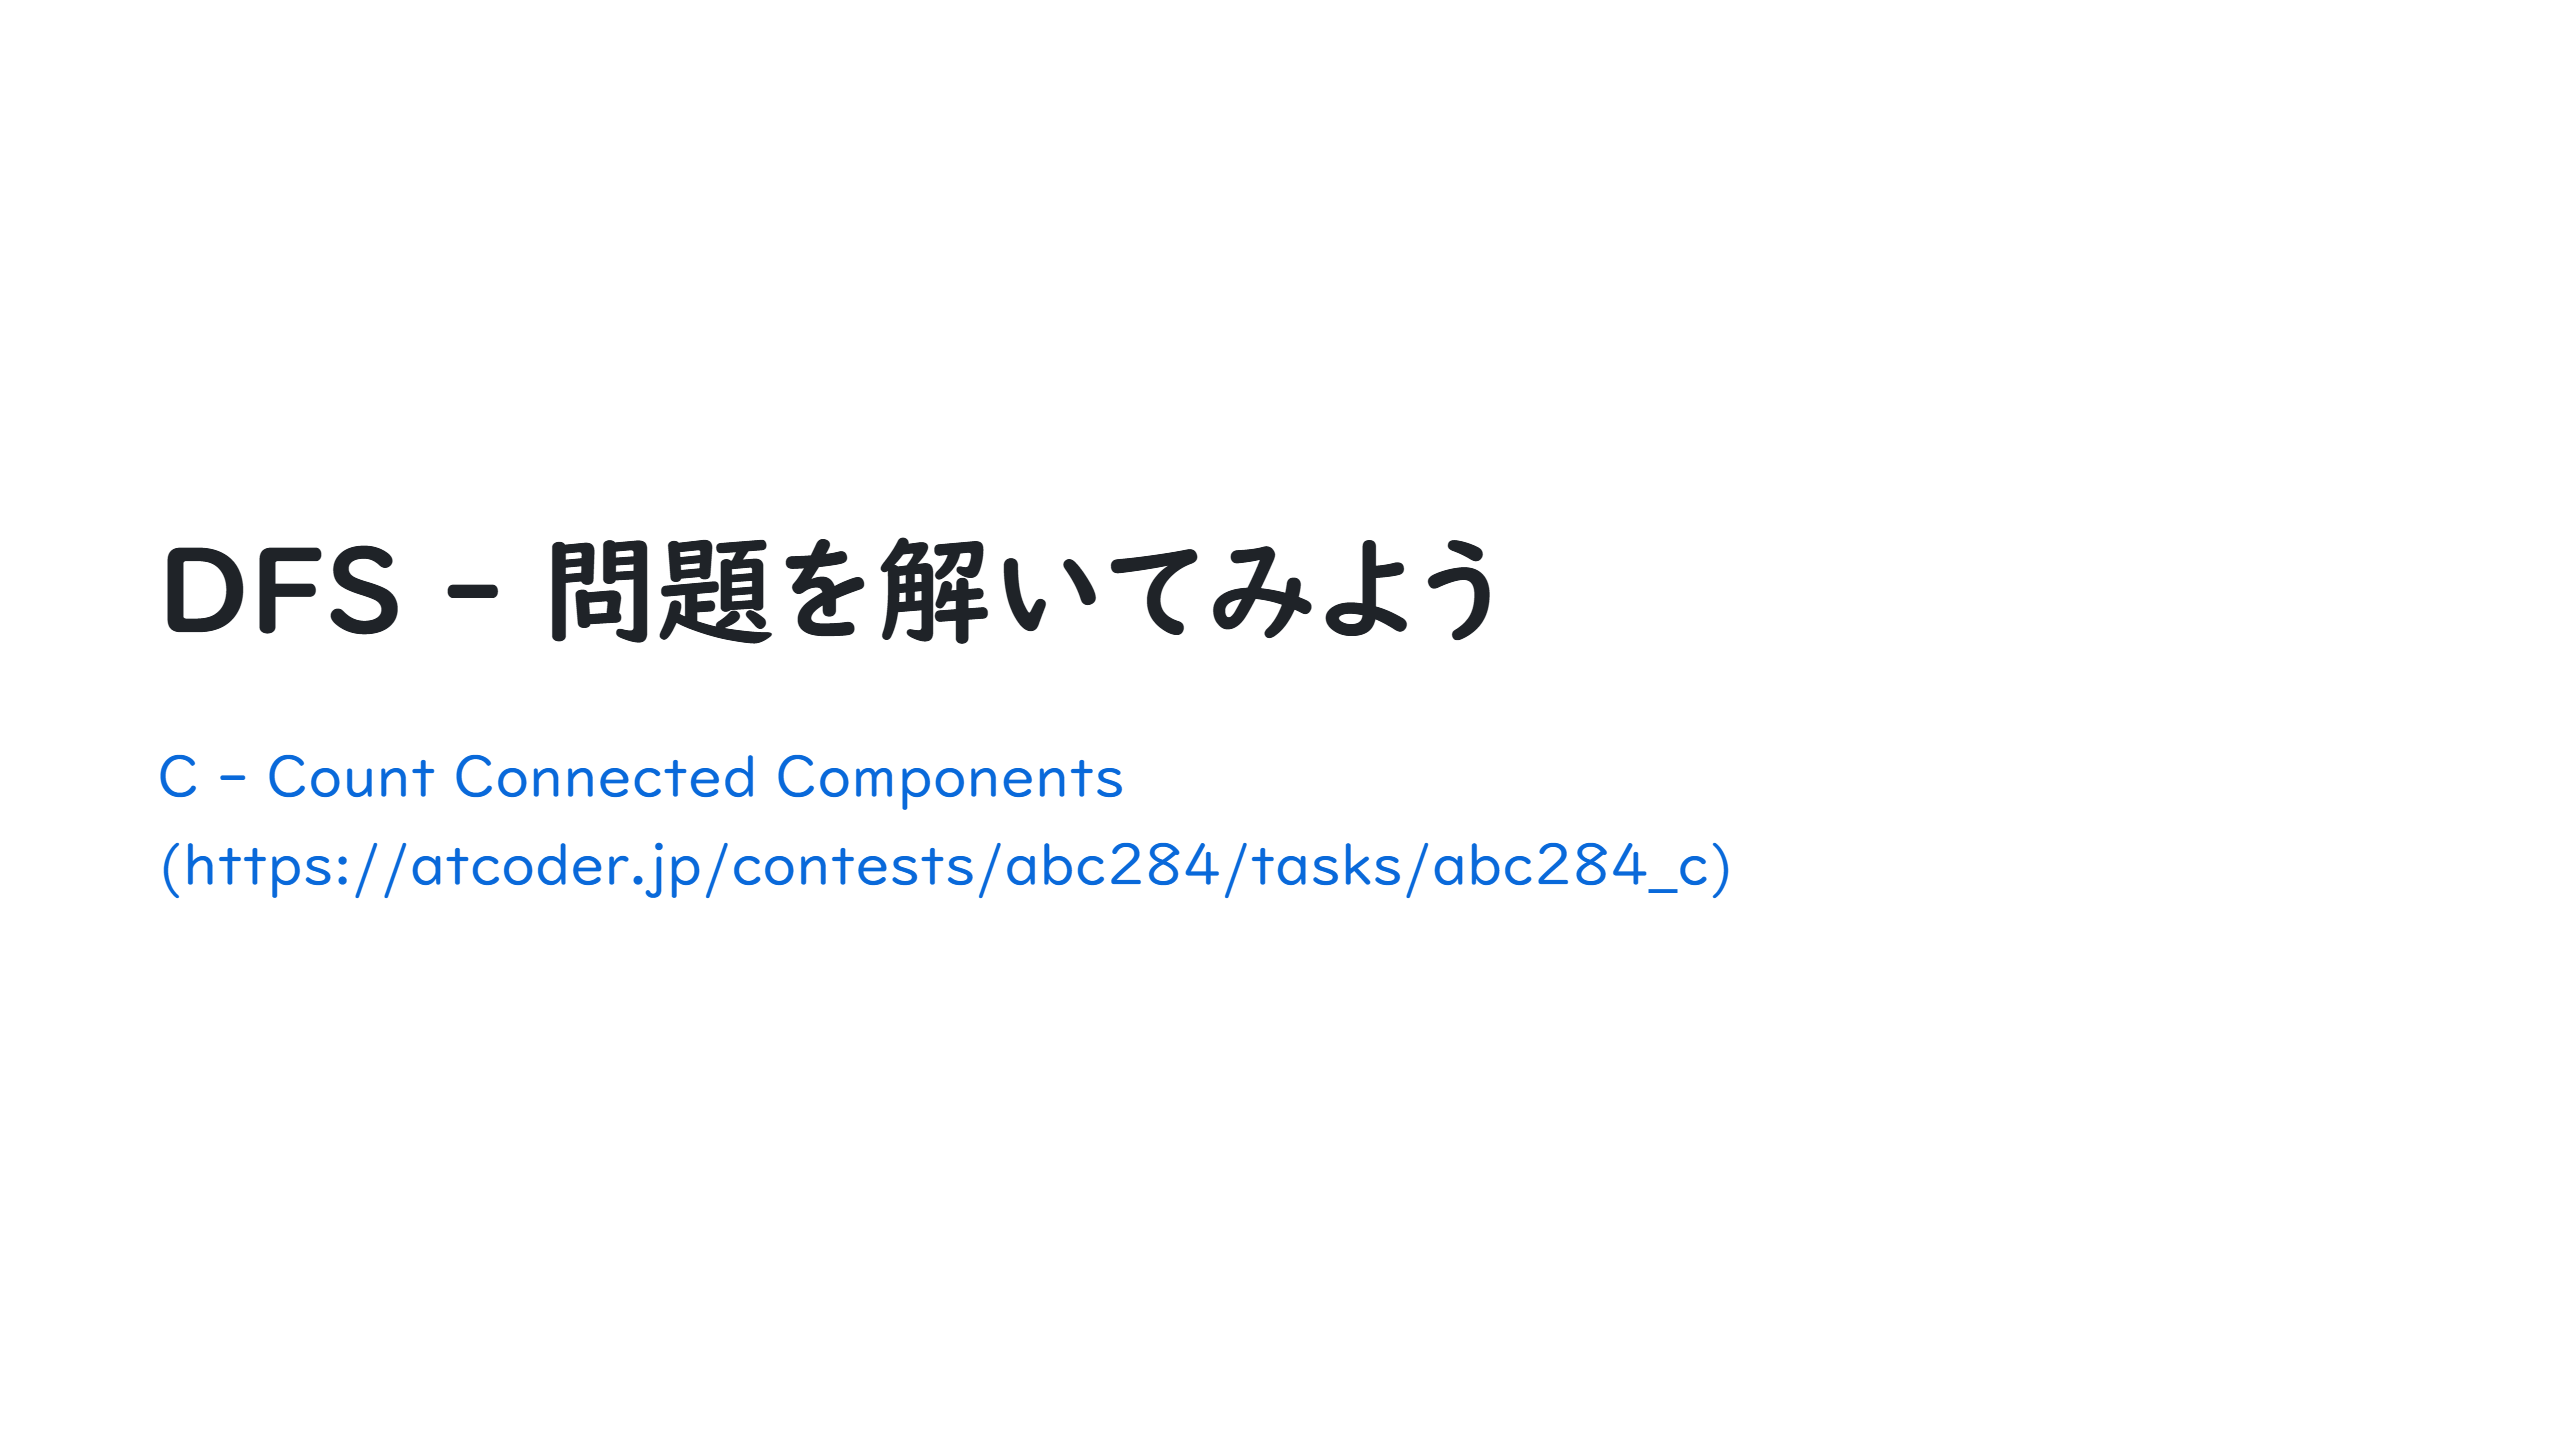 DFS - 問題を解いてみよう
C - Count Connected Components
(https://atcoder.jp/contests/abc284/tasks/abc284_c)